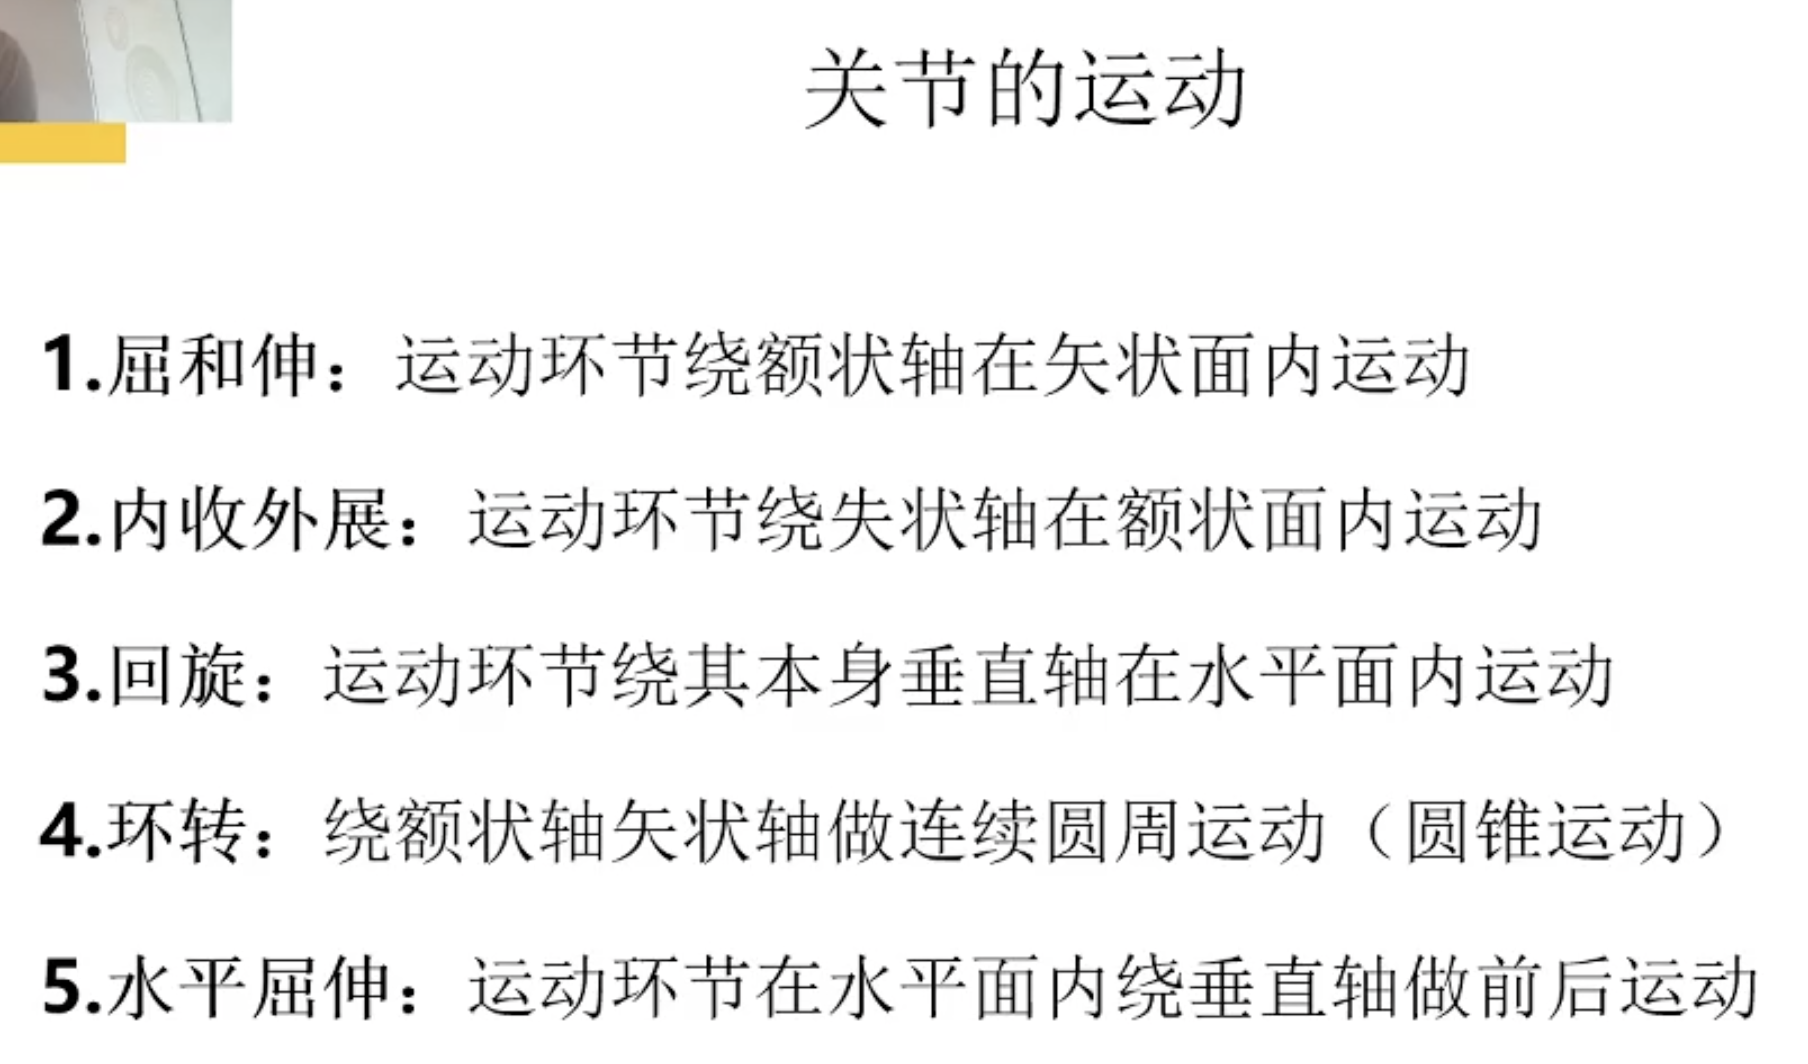 关节的运动
1.屈和伸：运动环节绕额状轴在矢状面内运动
2.内收外展：运动环节绕失状轴在额状面内运动
3.回旋：运动环节绕其本身垂直轴在水平面内运动
4.环转：绕额状轴矢状轴做连续圆周运动（圆锥运动）
5.水平屈伸：运动环节在水平面内绕垂直轴做前后运动